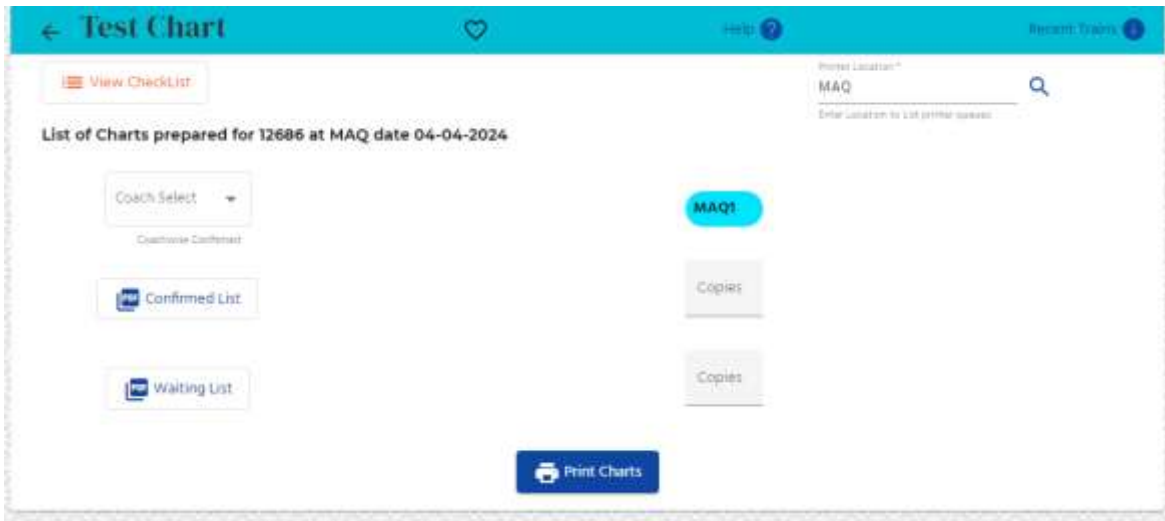 Test Chart
Help ?
Recent Trains
View CheckList
Printer Location *
MAQ
Enter Location to List printer queues
List of Charts prepared for 12686 at MAQ date 04-04-2024
Coach Select
MAQ1
Coachwise Confirmed
PDF Confirmed List
Copies
PDF Waiting List
Copies
Print Charts